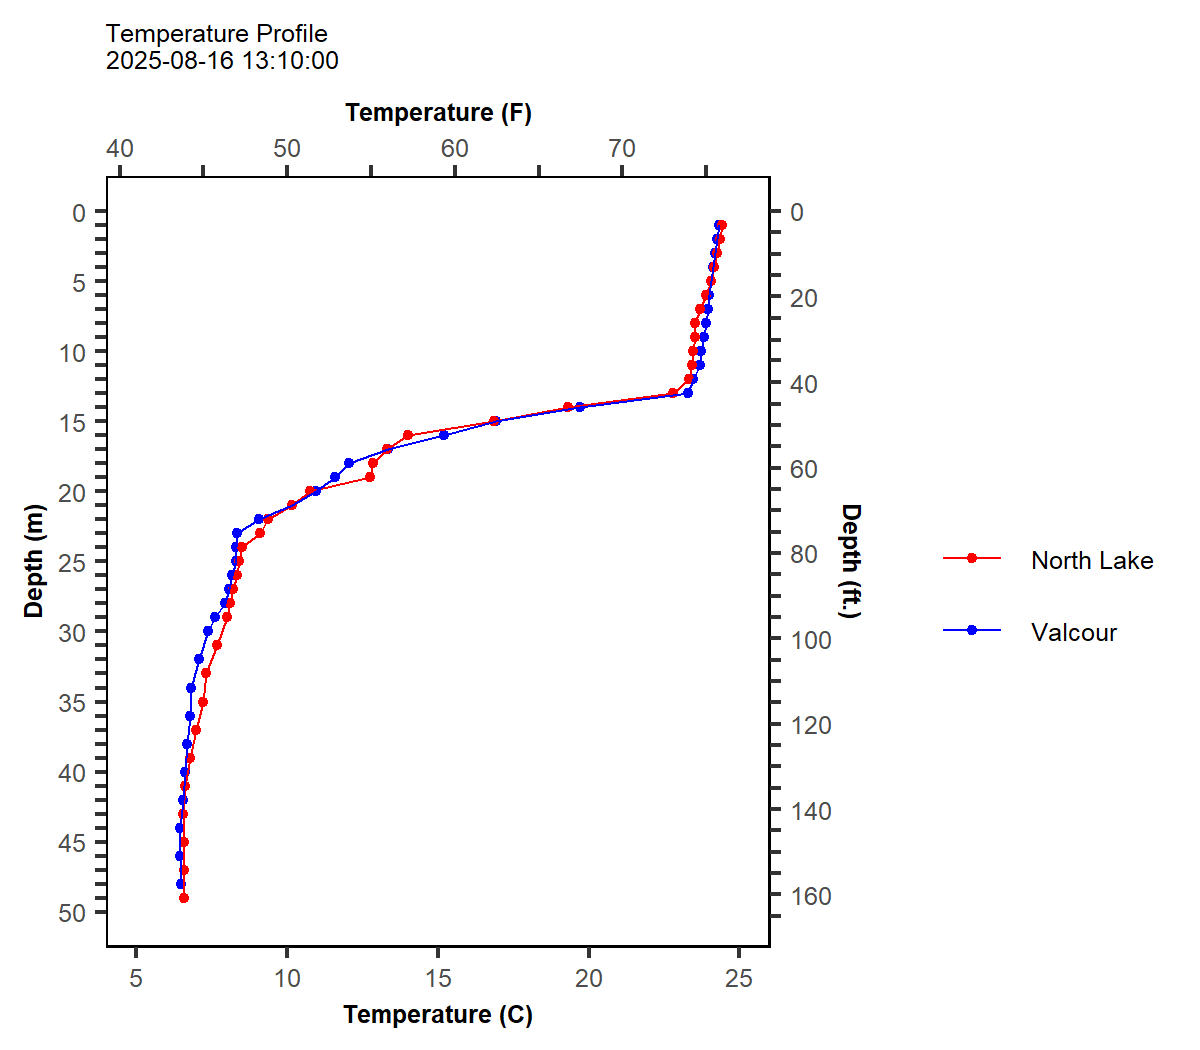 Temperature Profile
2025-08-16 13:10:00
Temperature (F)
40 50 60 70
0
5
10
15
20
25
30
35
40
45
50
Depth (m)
0
20
40
60
80
100
120
140
160
Depth (ft.)
North Lake
Valcour
5 10 15 20 25
Temperature (C)